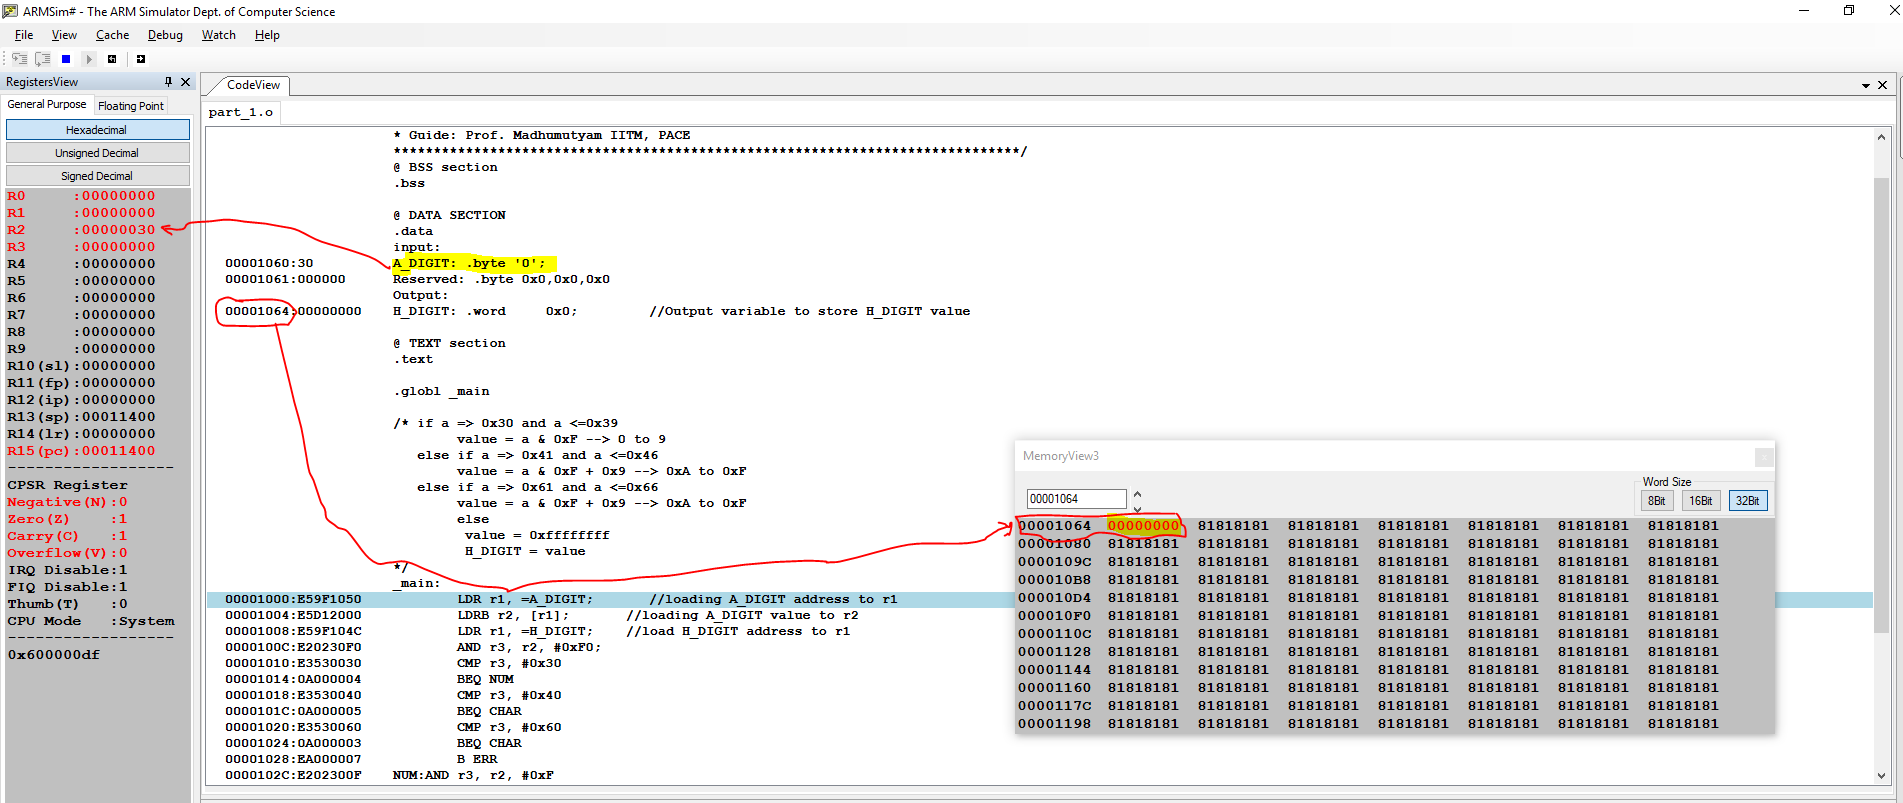 ARMSim# - The ARM Simulator Dept. of Computer Science
File View Cache Debug Watch Help
RegistersView
General Purpose Floating Point
Hexadecimal
Unsigned Decimal
Signed Decimal
R0 :00000000
R1 :00000000
R2 :00000030
R3 :00000000
R4 :00000000
R5 :00000000
R6 :00000000
R7 :00000000
R8 :00000000
R9 :00000000
R10(sl):00000000
R11(fp):00000000
R12(ip):00000000
R13(sp):00011400
R14(lr):00000000
R15(pc):00011400
------------------
CPSR Register
Negative(N):0
Zero(Z) :1
Carry(C) :1
Overflow(V):0
IRQ Disable:1
FIQ Disable:1
Thumb(T) :0
CPU Mode :System
------------------
0x600000df
CodeView
part_1.o
* Guide: Prof. Madhumutyam IITM, PACE
******************************************************************************/
@ BSS section
.bss
@ DATA SECTION
.data
input:
00001060:30 A_DIGIT: .byte '0';
00001061:000000 Reserved: .byte 0x0,0x0,0x0
Output:
00001064:00000000 H_DIGIT: .word 0x0; //Output variable to store H_DIGIT value
@ TEXT section
.text
.globl _main
/* if a => 0x30 and a <=0x39
value = a & 0xF --> 0 to 9
else if a => 0x41 and a <=0x46
value = a & 0xF + 0x9 --> 0xA to 0xF
else if a => 0x61 and a <=0x66
value = a & 0xF + 0x9 --> 0xA to 0xF
else
value = 0xffffffff
H_DIGIT = value
*/
_main:
00001000:E59F1050 LDR r1, =A_DIGIT; //loading A_DIGIT address to r1
00001004:E5D12000 LDRB r2, [r1]; //loading A_DIGIT value to r2
00001008:E59F104C LDR r1, =H_DIGIT; //load H_DIGIT address to r1
0000100C:E20230F0 AND r3, r2, #0xF0;
00001010:E3530030 CMP r3, #0x30
00001014:0A000004 BEQ NUM
00001018:E3530040 CMP r3, #0x40
0000101C:0A000005 BEQ CHAR
00001020:E3530060 CMP r3, #0x60
00001024:0A000003 BEQ CHAR
00001028:EA000007 B ERR
0000102C:E202300F NUM:AND r3, r2, #0xF
MemoryView3
Word Size
00001064 8Bit 16Bit 32Bit
00001064 00000000 81818181 81818181 81818181 81818181 81818181 81818181
00001080 81818181 81818181 81818181 81818181 81818181 81818181 81818181
0000109C 81818181 81818181 81818181 81818181 81818181 81818181 81818181
000010B8 81818181 81818181 81818181 81818181 81818181 81818181 81818181
000010D4 81818181 81818181 81818181 81818181 81818181 81818181 81818181
000010F0 81818181 81818181 81818181 81818181 81818181 81818181 81818181
0000110C 81818181 81818181 81818181 81818181 81818181 81818181 81818181
00001128 81818181 81818181 81818181 81818181 81818181 81818181 81818181
00001144 81818181 81818181 81818181 81818181 81818181 81818181 81818181
00001160 81818181 81818181 81818181 81818181 81818181 81818181 81818181
0000117C 81818181 81818181 81818181 81818181 81818181 81818181 81818181
00001198 81818181 81818181 81818181 81818181 81818181 81818181 81818181